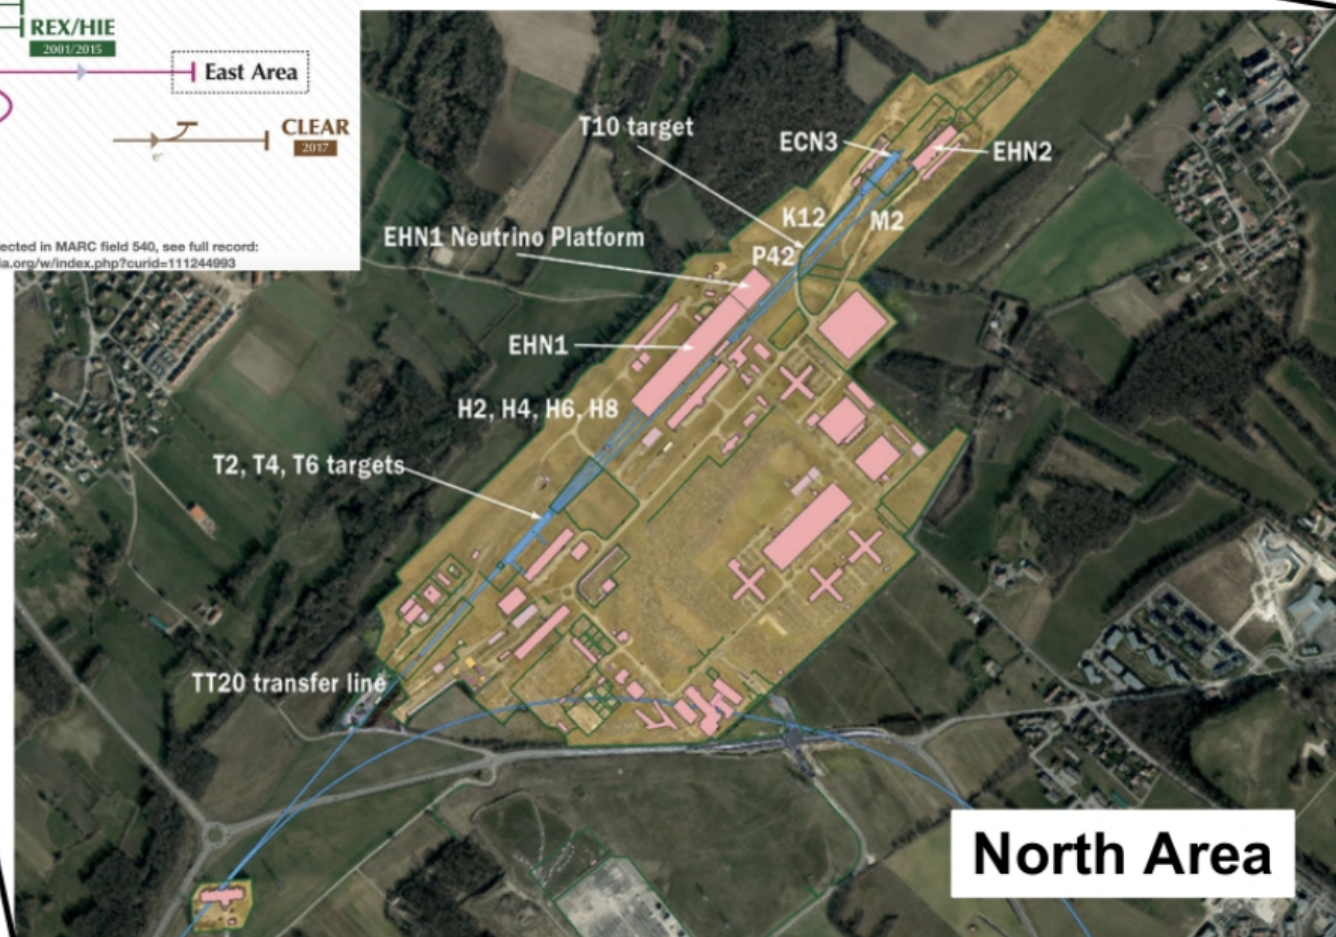 REX/HIE
2001/2015
East Area
CLEAR
2017
e⁻
ected in MARC field 540, see full record:
ia.org/w/index.php?curid=111244993
T10 target
ECN3
EHN2
K12
M2
EHN1 Neutrino Platform
P42
EHN1
H2, H4, H6, H8
T2, T4, T6 targets
TT20 transfer line
North Area